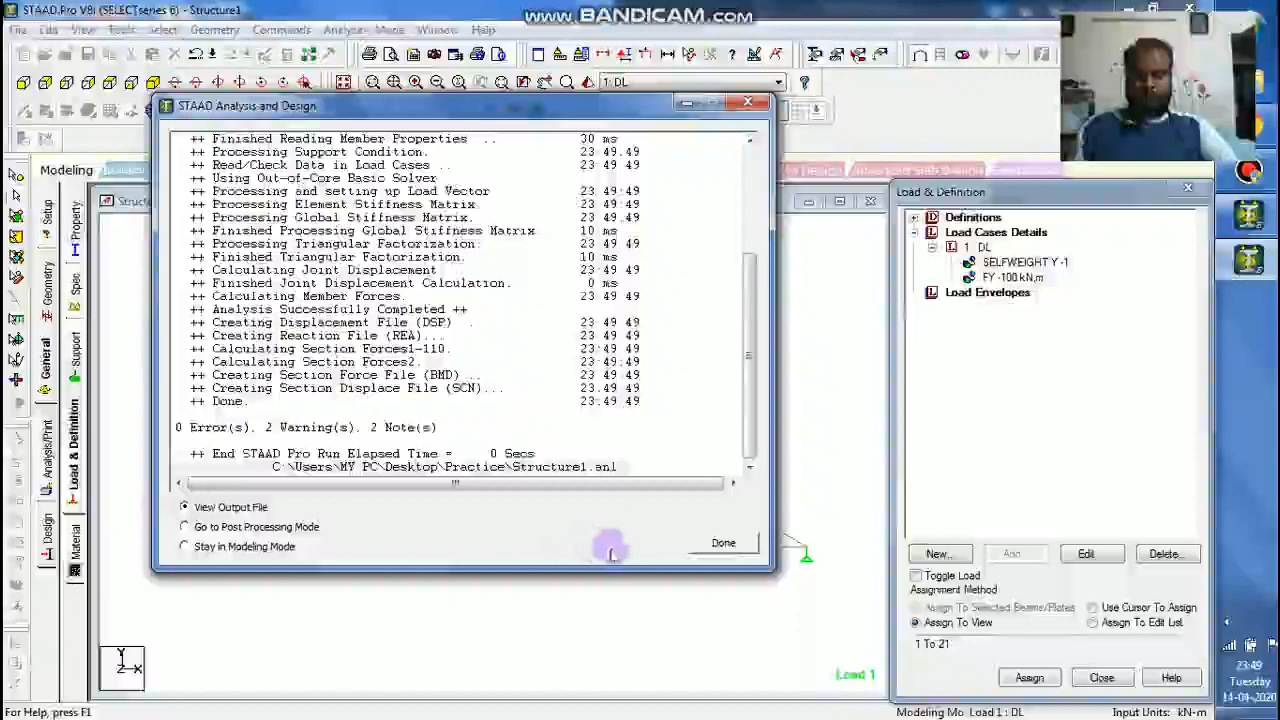 STAAD.Pro V8i (SELECTseries 6) - Structure1
www.BANDICAM.com
File Edit View Tools Select Geometry Commands Analyze Mode Window Help
1: DL
STAAD Analysis and Design
++ Finished Reading Member Properties .. 30 ms
++ Processing Support Condition. 23:49:49
++ Read/Check Data in Load Cases 23:49:49
++ Using Out-of-Core Basic Solver
++ Processing and setting up Load Vector 23:49:49
++ Processing Element Stiffness Matrix. 23:49:49
++ Processing Global Stiffness Matrix. 23:49:49
++ Finished Processing Global Stiffness Matrix 10 ms
++ Processing Triangular Factorization. 23:49:49
++ Finished Triangular Factorization. 10 ms
++ Calculating Joint Displacement 23:49:49
++ Finished Joint Displacement Calculation. 0 ms
++ Calculating Member Forces. 23:49:49
++ Analysis Successfully Completed ++
++ Creating Displacement File (DSP) . 23:49:49
++ Creating Reaction File (REA)... 23:49:49
++ Calculating Section Forces1-110. 23:49:49
++ Calculating Section Forces2. 23:49:49
++ Creating Section Force File (BMD) .. 23:49:49
++ Creating Section Displace File (SCN)... 23:49:49
++ Done. 23:49:49
0 Error(s), 2 Warning(s), 2 Note(s)
++ End STAAD.Pro Run Elapsed Time = 0 Secs
C:\Users\MY PC\Desktop\Practice\Structure1.anl
View Output File
Go to Post Processing Mode
Stay in Modeling Mode
Done
Modeling
Setup
Property
Geometry
Spec
General
Support
Load & Definition
Analysis/Print
Material
Design
Y
Z X
Load 1
Load & Definition
Definitions
Load Cases Details
1 DL
SELFWEIGHT Y -1
FY -100 kN,m
Load Envelopes
New... Add... Edit... Delete...
Toggle Load
Assignment Method
Assign To Selected Beams/Plates Use Cursor To Assign
Assign To View Assign To Edit List
1 To 21
Assign Close Help
23:49
Tuesday
14-04-2020
For Help, press F1
Modeling Mo Load 1 : DL Input Units: kN-m